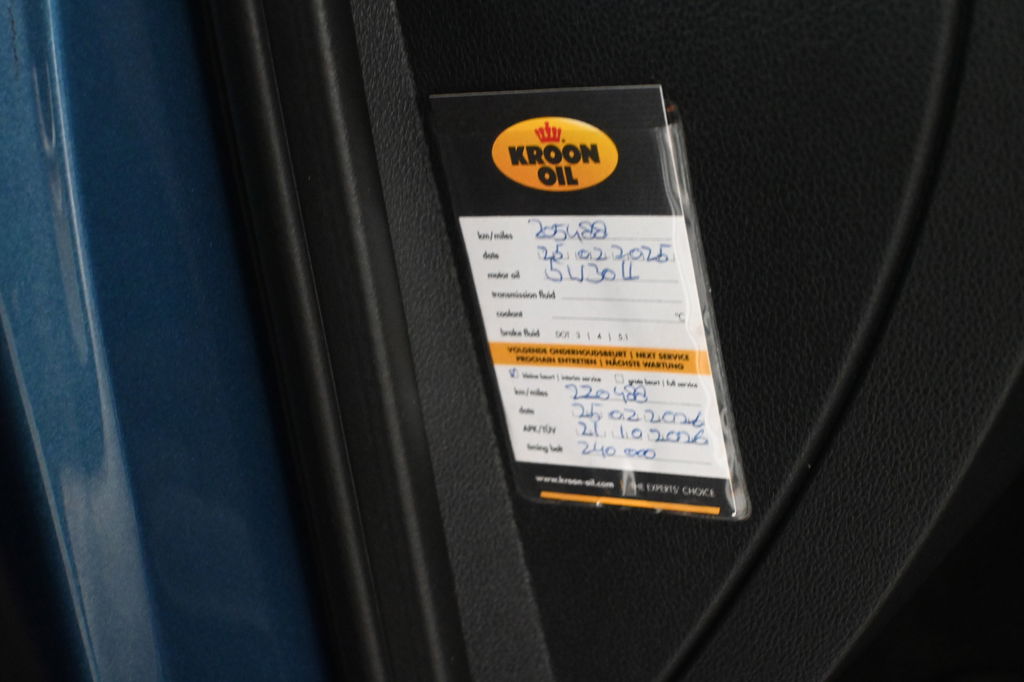 KROON
OIL
km/miles 205488
date 25.02.2025
motor oil 5W30 LL
transmission fluid
coolant °C
brake fluid DOT 3 | 4 | 5.1
VOLGENDE ONDERHOUDSBEURT | NEXT SERVICE
PROCHAIN ENTRETIEN | NÄCHSTE WARTUNG
kleine beurt | interim service grote beurt | full service
km/miles 220488
date 25.02.2026
APK/TÜV 21.10.2026
timing belt 240 000
www.kroon-oil.com THE EXPERTS' CHOICE